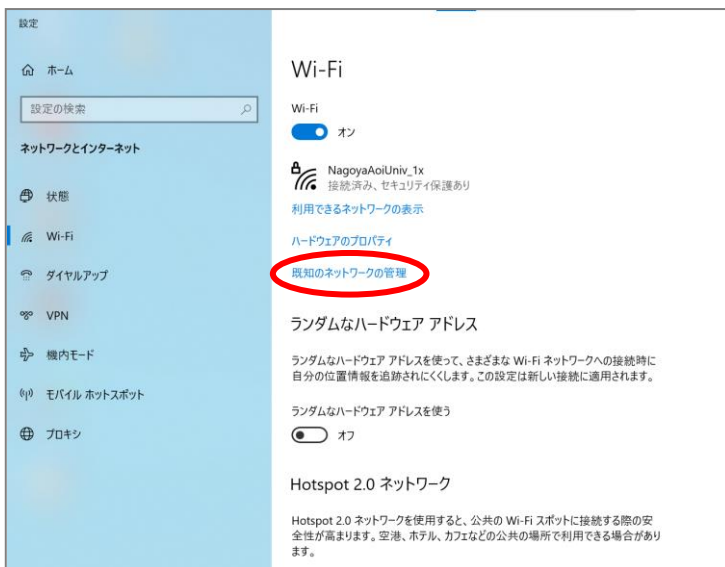 設定
ホーム
設定の検索
ネットワークとインターネット
状態
Wi-Fi
ダイヤルアップ
VPN
機内モード
モバイル ホットスポット
プロキシ
Wi-Fi
Wi-Fi
オン
NagoyaAoiUniv_1x
接続済み、セキュリティ保護あり
利用できるネットワークの表示
ハードウェアのプロパティ
既知のネットワークの管理
ランダムなハードウェア アドレス
ランダムなハードウェア アドレスを使って、さまざまな Wi-Fi ネットワークへの接続時に
自分の位置情報を追跡されにくくします。この設定は新しい接続に適用されます。
ランダムなハードウェア アドレスを使う
オフ
Hotspot 2.0 ネットワーク
Hotspot 2.0 ネットワークを使用すると、公共の Wi-Fi スポットに接続する際の安
全性が高まります。空港、ホテル、カフェなどの公共の場所で利用できる場合があり
ます。